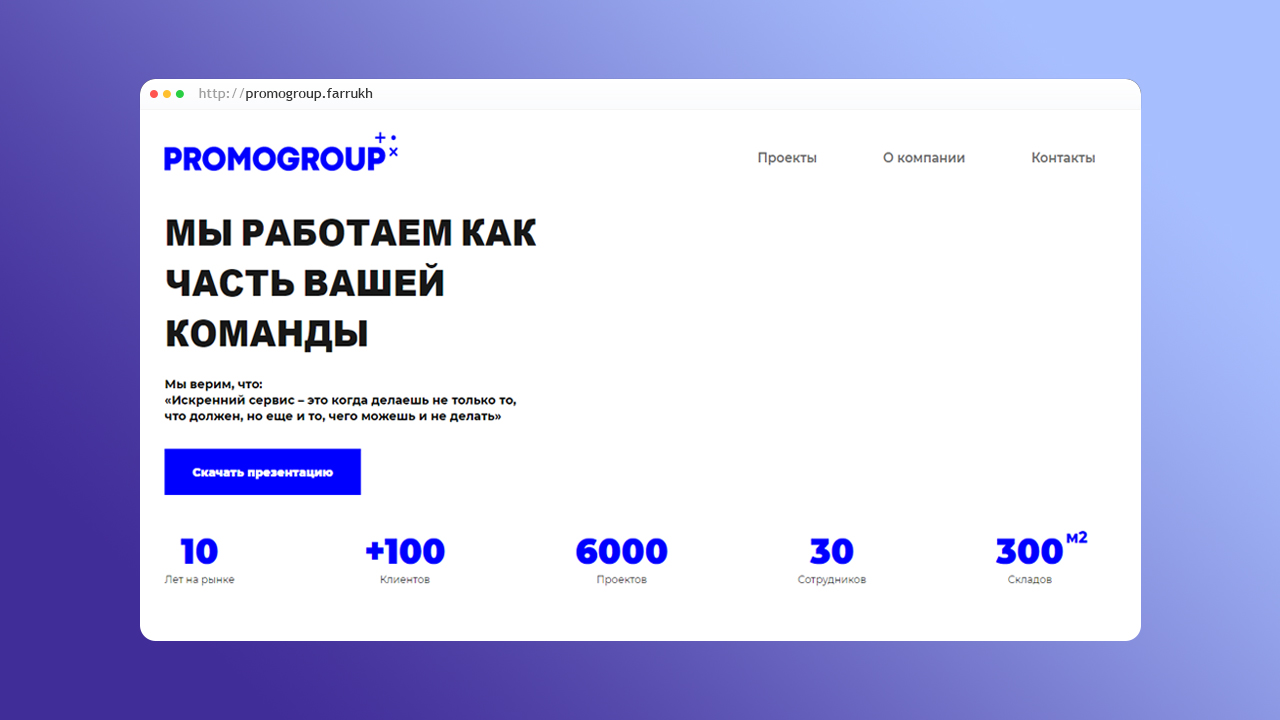 http://promogroup.farrukh
PROMOGROUP
Проекты О компании Контакты
МЫ РАБОТАЕМ КАК
ЧАСТЬ ВАШЕЙ
КОМАНДЫ
Мы верим, что:
«Искренний сервис – это когда делаешь не только то,
что должен, но еще и то, чего можешь и не делать»
Скачать презентацию
10 +100 6000 30 300 м2
Лет на рынке Клиентов Проектов Сотрудников Складов